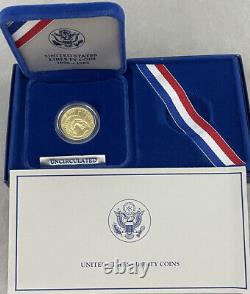 UNITED STATES
LIBERTY COIN
1886-1986
UNCIRCULATED
UNITED STATES LIBERTY COINS